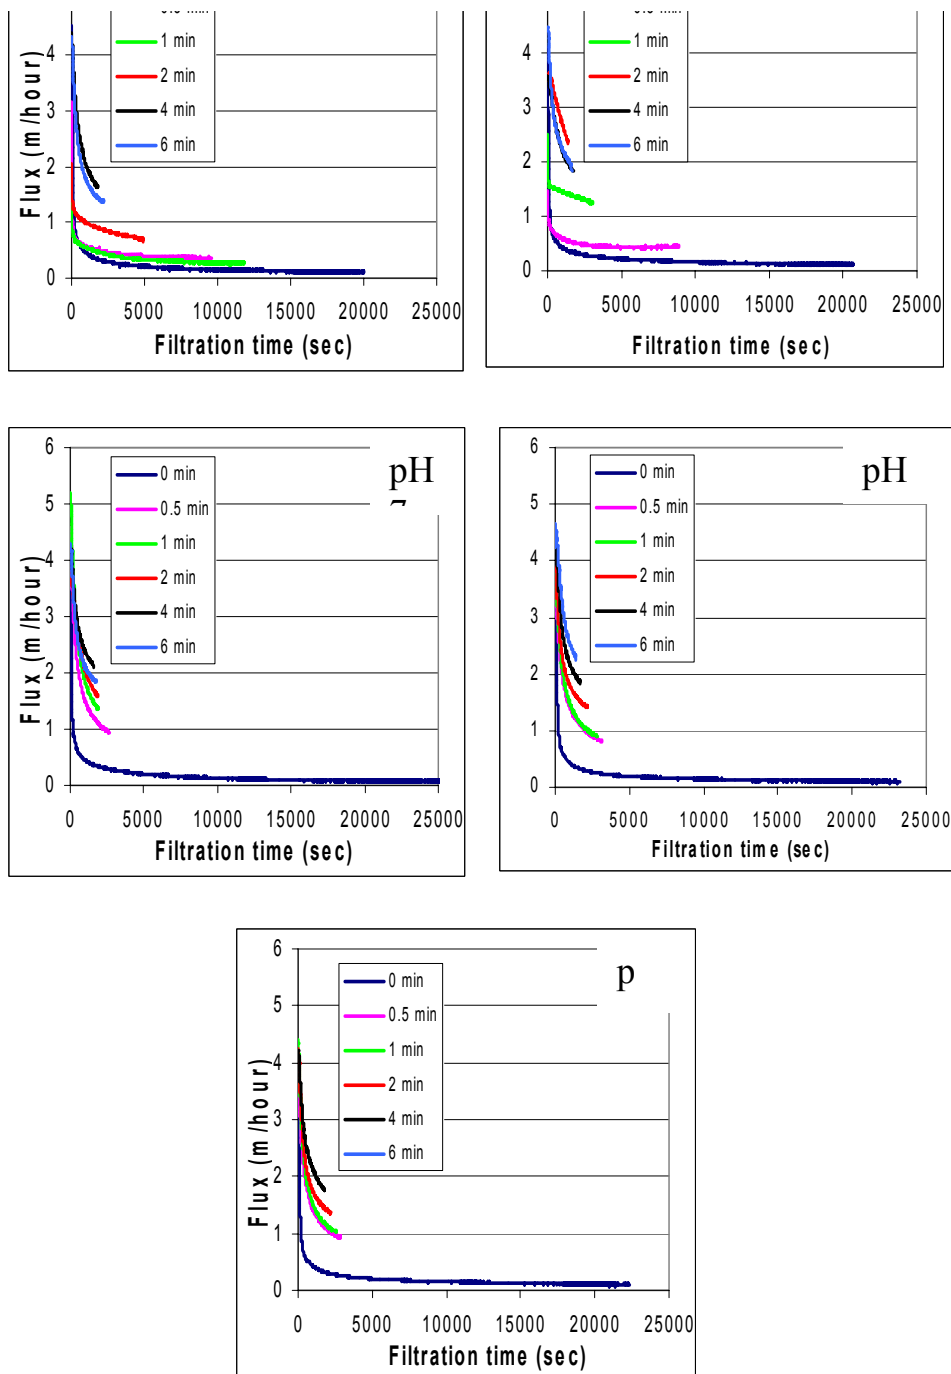 4
3
2
1
0
Flux (m/hour)
1 min
2 min
4 min
6 min
0 5000 10000 15000 20000 25000
Filtration time (sec)
4
3
2
1
0
1 min
2 min
4 min
6 min
0 5000 10000 15000 20000 25000
Filtration time (sec)
6
5
4
3
2
1
0
Flux (m/hour)
0 min
0.5 min
1 min
2 min
4 min
6 min
pH
0 5000 10000 15000 20000 25000
Filtration time (sec)
6
5
4
3
2
1
0
0 min
0.5 min
1 min
2 min
4 min
6 min
pH
0 5000 10000 15000 20000 25000
Filtration time (sec)
6
5
4
3
2
1
0
Flux (m/hour)
0 min
0.5 min
1 min
2 min
4 min
6 min
p
0 5000 10000 15000 20000 25000
Filtration time (sec)